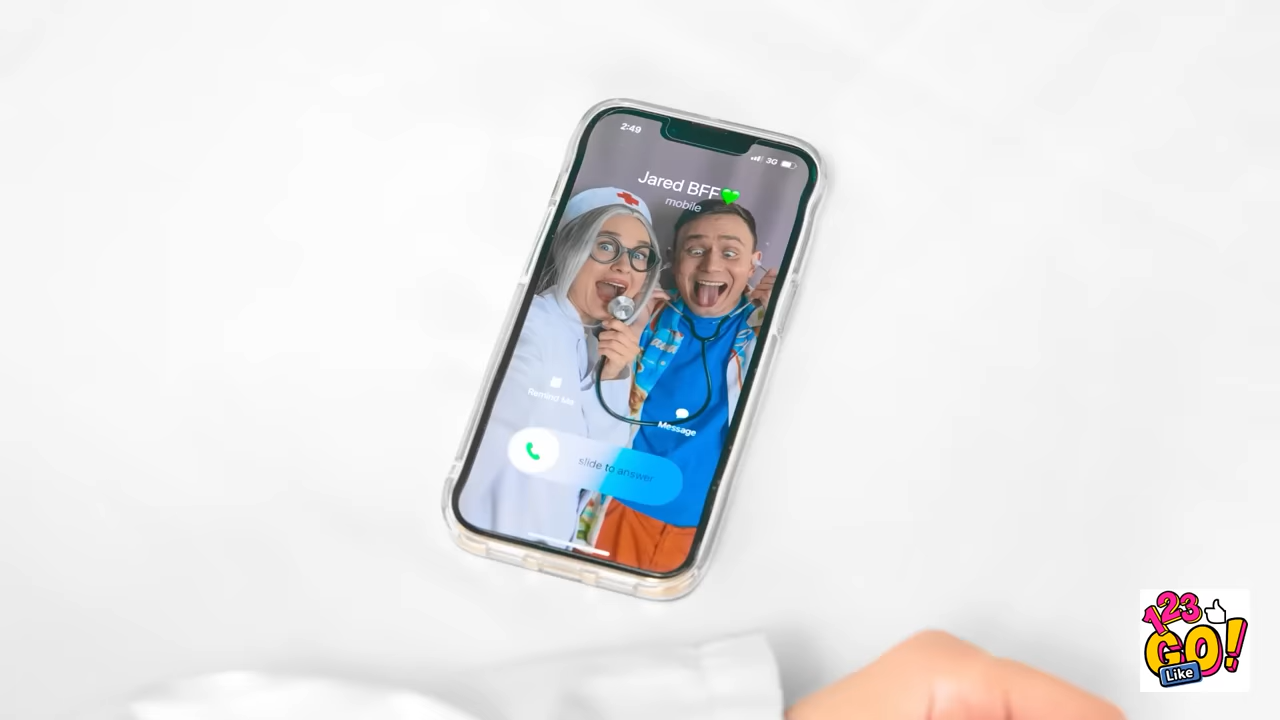 2:49
3G
Jared BFF💚
mobile
Remind Me
Message
slide to answer
123
GO!
Like